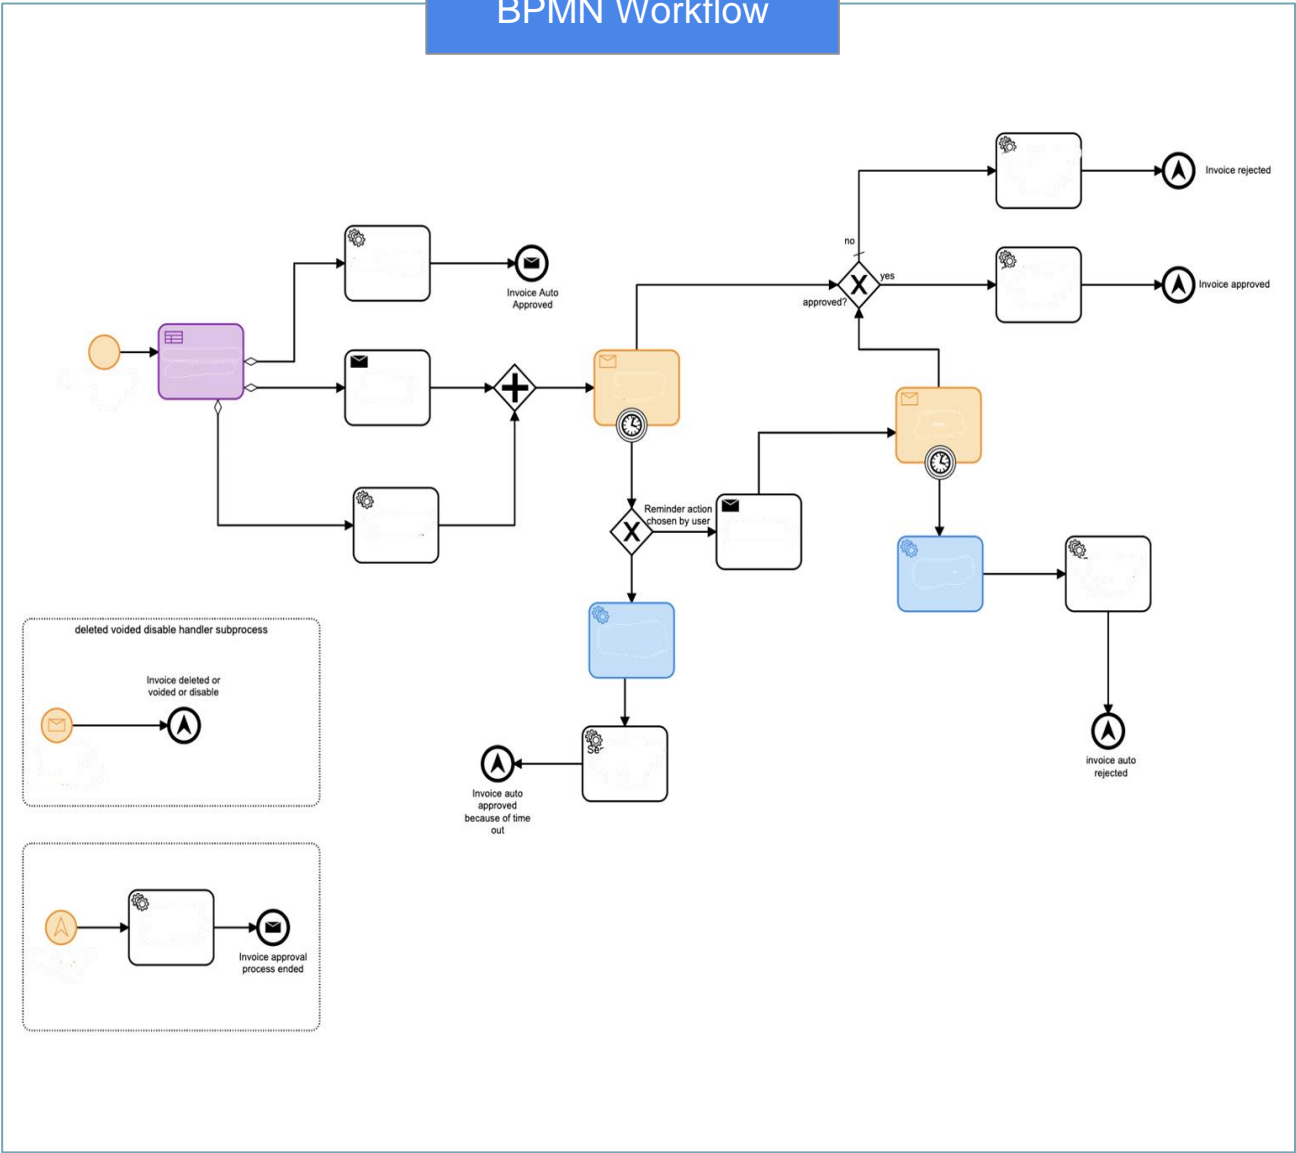 BPMN Workflow
Invoice rejected
no
yes
approved?
Invoice approved
Invoice Auto
Approved
Reminder action
chosen by user
deleted voided disable handler subprocess
Invoice deleted or
voided or disable
Se
Invoice auto
approved
because of time
out
invoice auto
rejected
Invoice approval
process ended